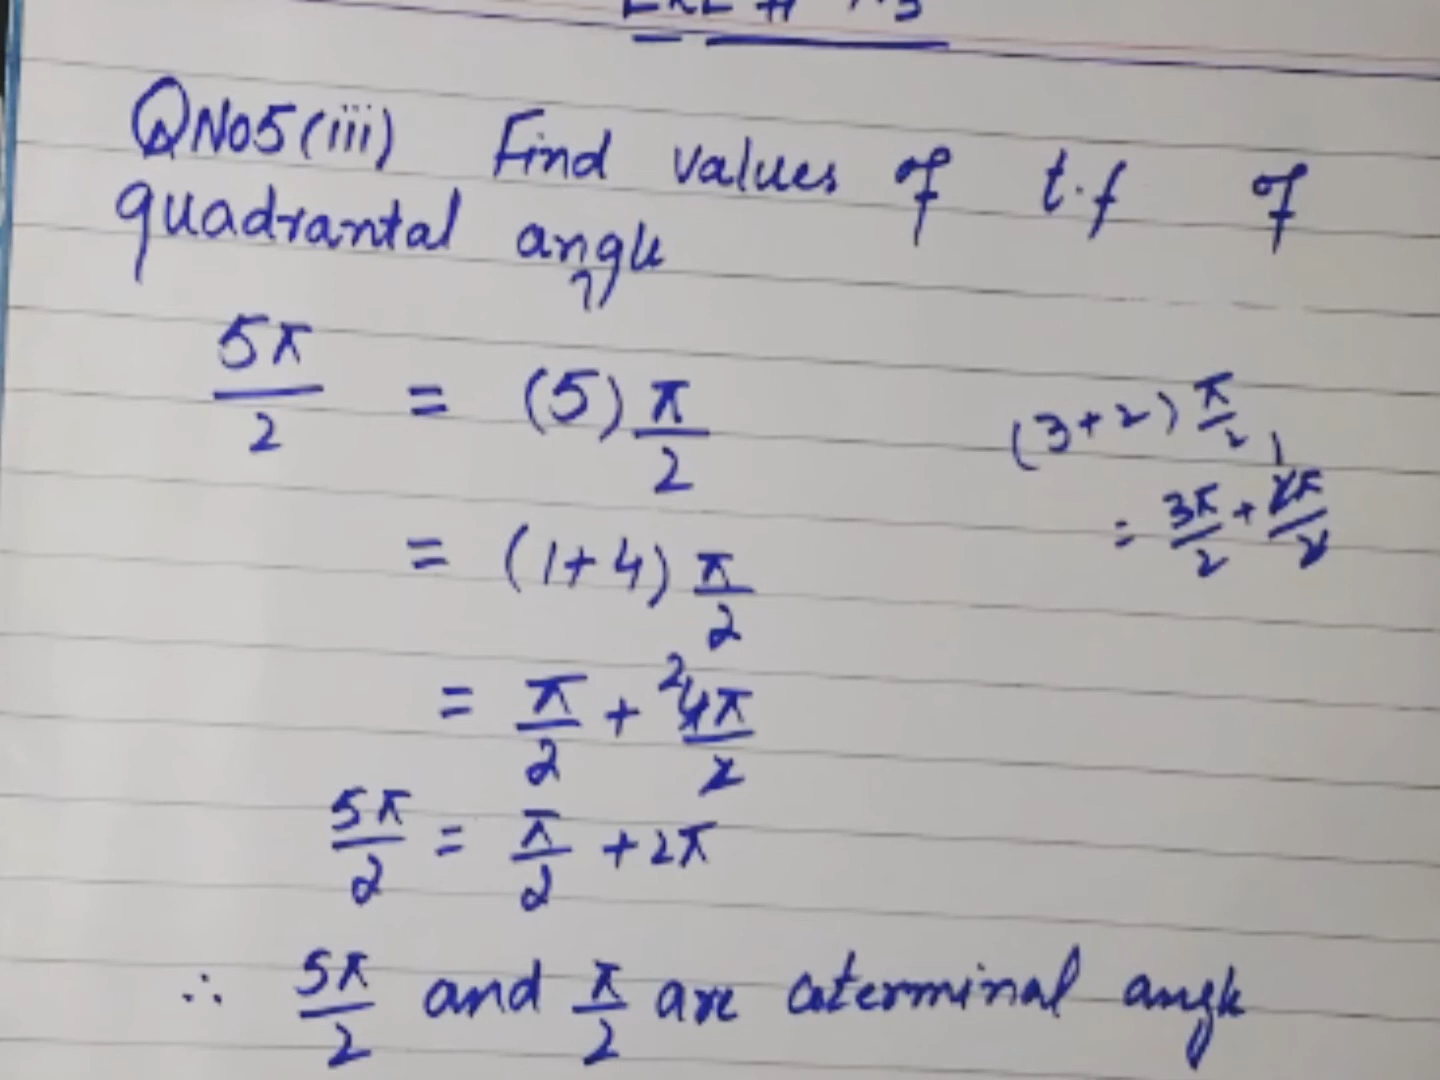 QNo5(iii) Find values of t.f of
quadrantal angle
5π/2 = (5) π/2
(3+2) π/2
= 3π/2 + 2π/2
= (1+4) π/2
= π/2 + 4π/2 2
5π/2 = π/2 + 2π
∴ 5π/2 and π/2 are coterminal angle